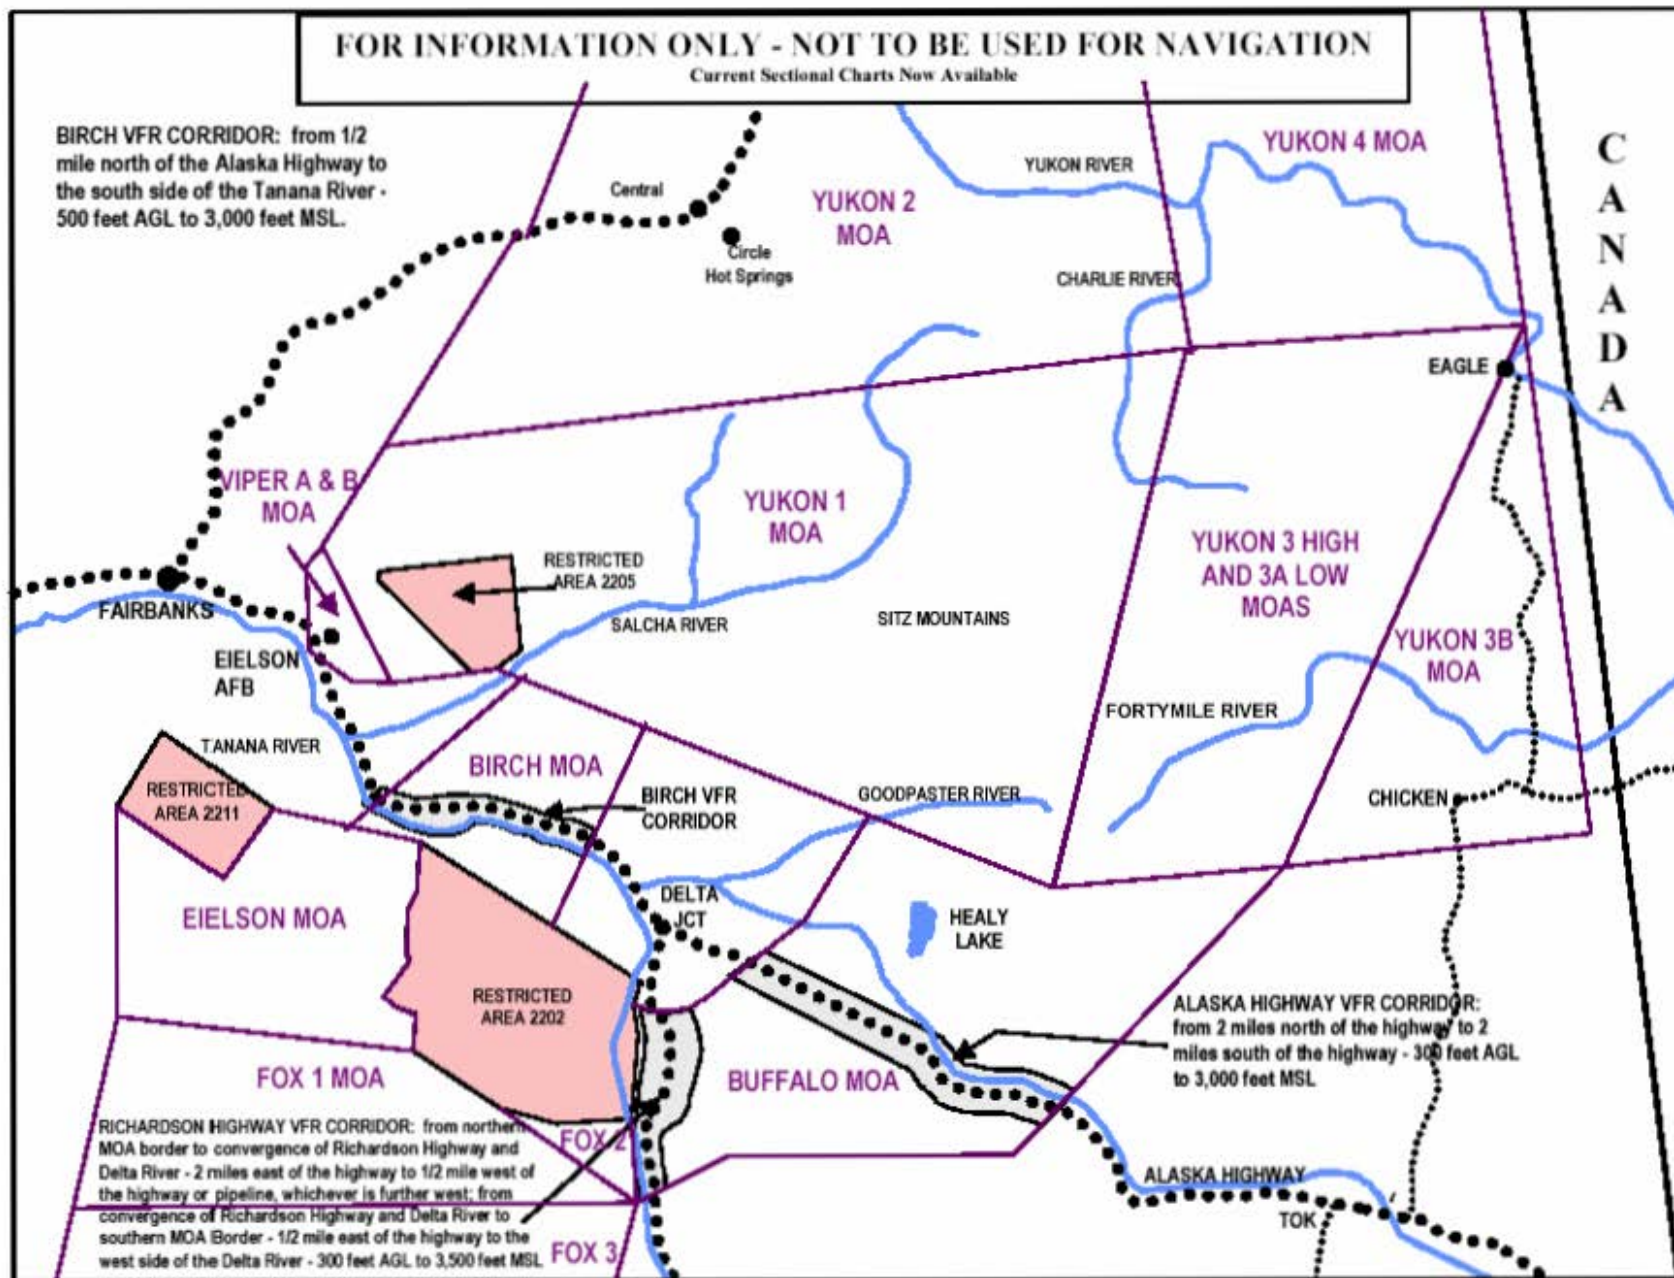 FOR INFORMATION ONLY - NOT TO BE USED FOR NAVIGATION
Current Sectional Charts Now Available
BIRCH VFR CORRIDOR: from 1/2
mile north of the Alaska Highway to
the south side of the Tanana River -
500 feet AGL to 3,000 feet MSL.
C
A
N
A
D
A
YUKON 4 MOA
YUKON RIVER
Central
YUKON 2
MOA
Circle
Hot Springs
CHARLIE RIVER
EAGLE
VIPER A & B
MOA
YUKON 1
MOA
YUKON 3 HIGH
AND 3A LOW
MOAS
RESTRICTED
AREA 2205
FAIRBANKS
SALCHA RIVER
SITZ MOUNTAINS
YUKON 3B
MOA
EIELSON
AFB
FORTYMILE RIVER
TANANA RIVER
BIRCH MOA
RESTRICTED
AREA 2211
BIRCH VFR
CORRIDOR
GOODPASTER RIVER
CHICKEN
EIELSON MOA
DELTA
JCT
HEALY
LAKE
RESTRICTED
AREA 2202
ALASKA HIGHWAY VFR CORRIDOR:
from 2 miles north of the highway to 2
miles south of the highway - 300 feet AGL
to 3,000 feet MSL
FOX 1 MOA
BUFFALO MOA
RICHARDSON HIGHWAY VFR CORRIDOR: from northern
MOA border to convergence of Richardson Highway and
Delta River - 2 miles east of the highway to 1/2 mile west of
the highway or pipeline, whichever is further west; from
convergence of Richardson Highway and Delta River to
southern MOA Border - 1/2 mile east of the highway to the
west side of the Delta River - 300 feet AGL to 3,500 feet MSL
FOX 2
FOX 3
ALASKA HIGHWAY
TOK